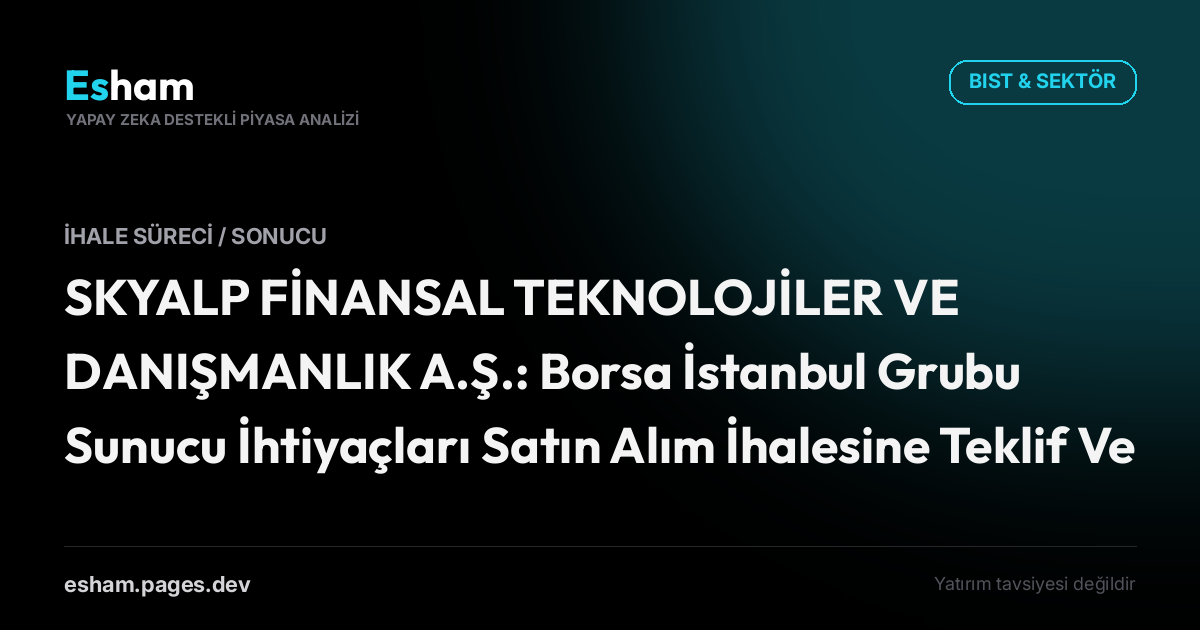 Esham
YAPAY ZEKA DESTEKLİ PİYASA ANALİZİ
BIST & SEKTÖR
İHALE SÜRECİ / SONUCU
SKYALP FİNANSAL TEKNOLOJİLER VE
DANIŞMANLIK A.Ş.: Borsa İstanbul Grubu
Sunucu İhtiyaçları Satın Alım İhalesine Teklif Ve
esham.pages.dev
Yatırım tavsiyesi değildir